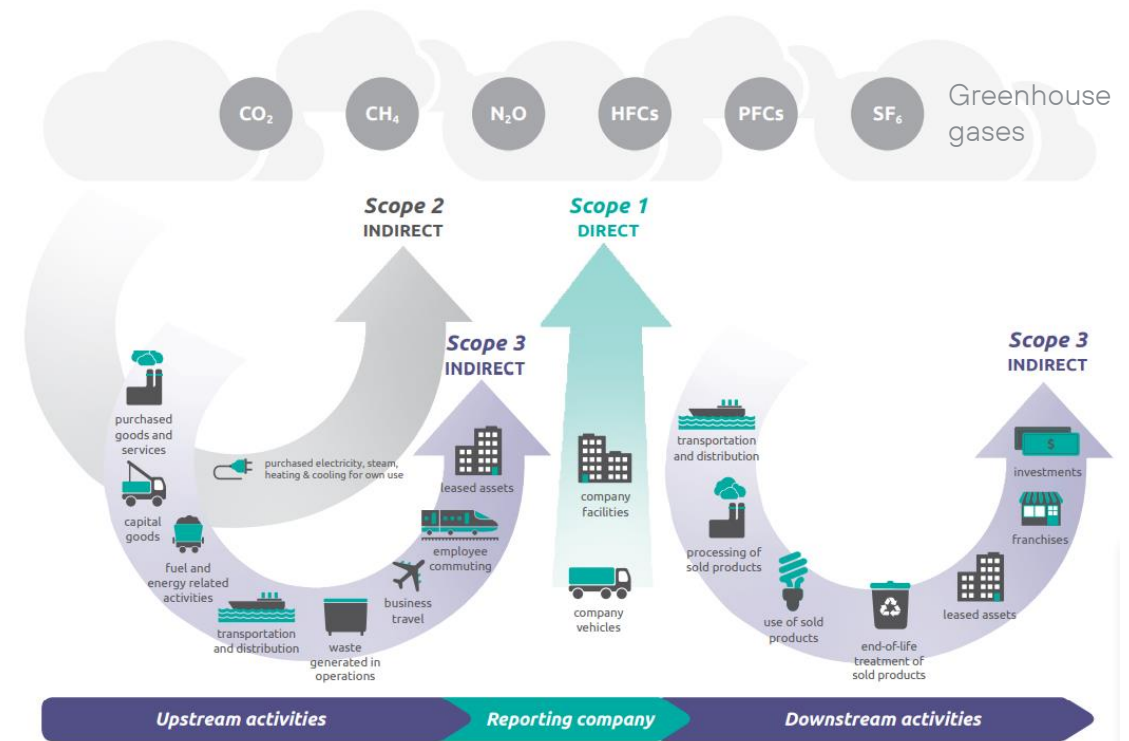 CO₂
CH₄
N₂O
HFCs
PFCs
SF₆
Greenhouse
gases
Scope 2
INDIRECT
Scope 1
DIRECT
Scope 3
INDIRECT
Scope 3
INDIRECT
purchased
goods and
services
capital
goods
fuel and
energy related
activities
transportation
and distribution
waste
generated in
operations
business
travel
employee
commuting
leased assets
purchased electricity, steam,
heating & cooling for own use
company
facilities
company
vehicles
transportation
and distribution
processing of
sold products
use of sold
products
end-of-life
treatment of
sold products
leased assets
franchises
$
investments
Upstream activities
Reporting company
Downstream activities